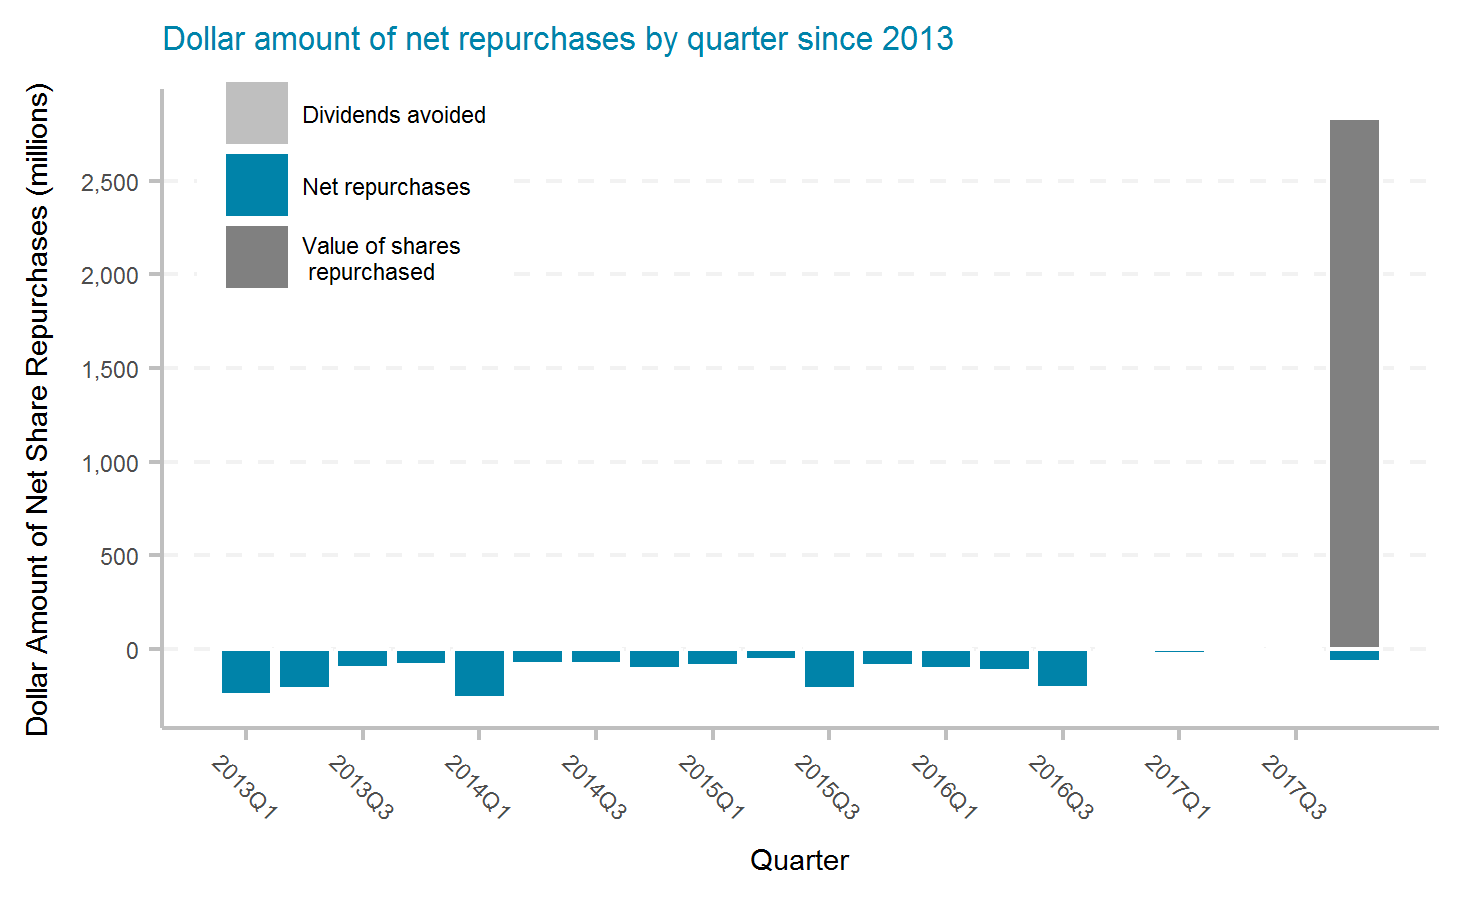 Dollar amount of net repurchases by quarter since 2013
Dividends avoided
Net repurchases
Value of shares
repurchased
Dollar Amount of Net Share Repurchases (millions)
2,500
2,000
1,500
1,000
500
0
2013Q1
2013Q3
2014Q1
2014Q3
2015Q1
2015Q3
2016Q1
2016Q3
2017Q1
2017Q3
Quarter